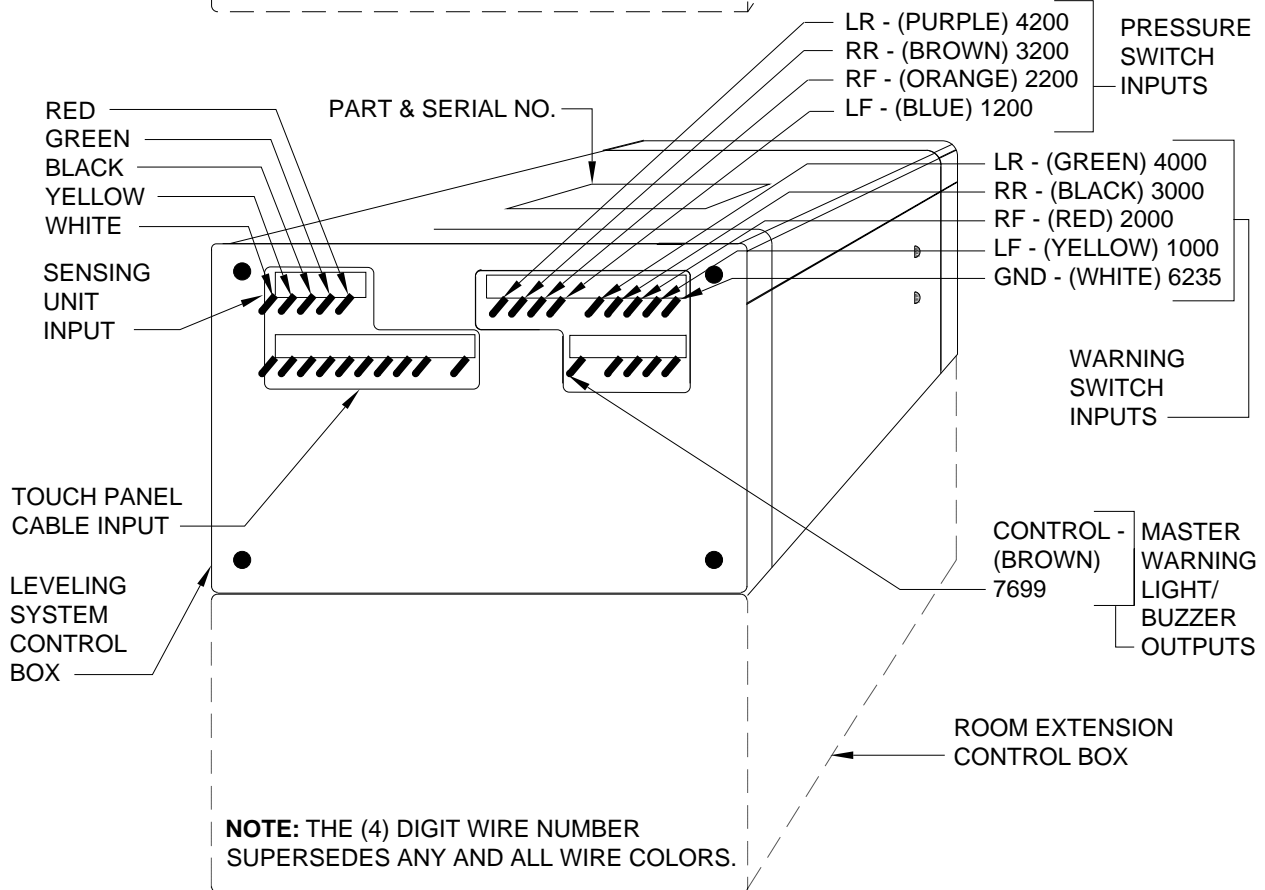 LR - (PURPLE) 4200
RR - (BROWN) 3200
RF - (ORANGE) 2200
LF - (BLUE) 1200
PRESSURE
SWITCH
INPUTS
RED
GREEN
BLACK
YELLOW
WHITE
PART & SERIAL NO.
LR - (GREEN) 4000
RR - (BLACK) 3000
RF - (RED) 2000
LF - (YELLOW) 1000
GND - (WHITE) 6235
SENSING
UNIT
INPUT
WARNING
SWITCH
INPUTS
TOUCH PANEL
CABLE INPUT
CONTROL -
(BROWN)
7699
MASTER
WARNING
LIGHT/
BUZZER
OUTPUTS
LEVELING
SYSTEM
CONTROL
BOX
ROOM EXTENSION
CONTROL BOX
NOTE: THE (4) DIGIT WIRE NUMBER
SUPERSEDES ANY AND ALL WIRE COLORS.